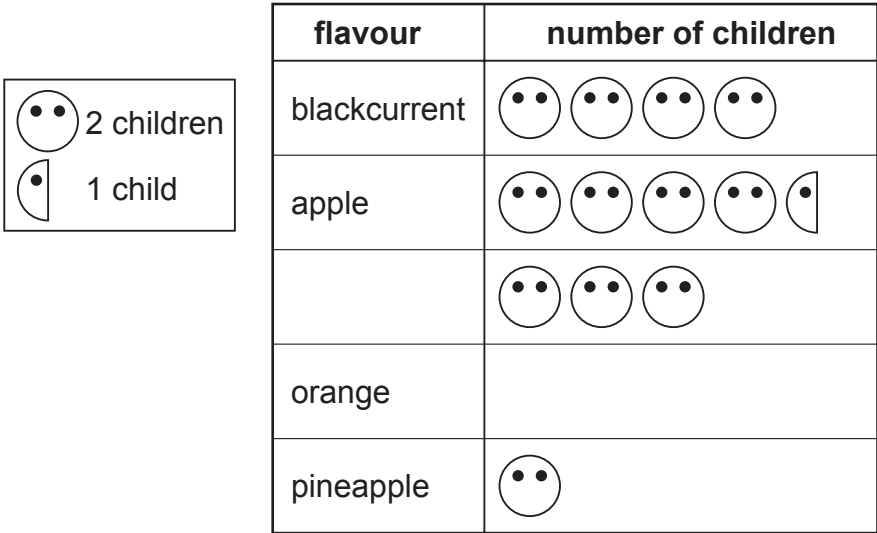 2 children
1 child
flavour number of children
blackcurrent
apple
orange
pineapple